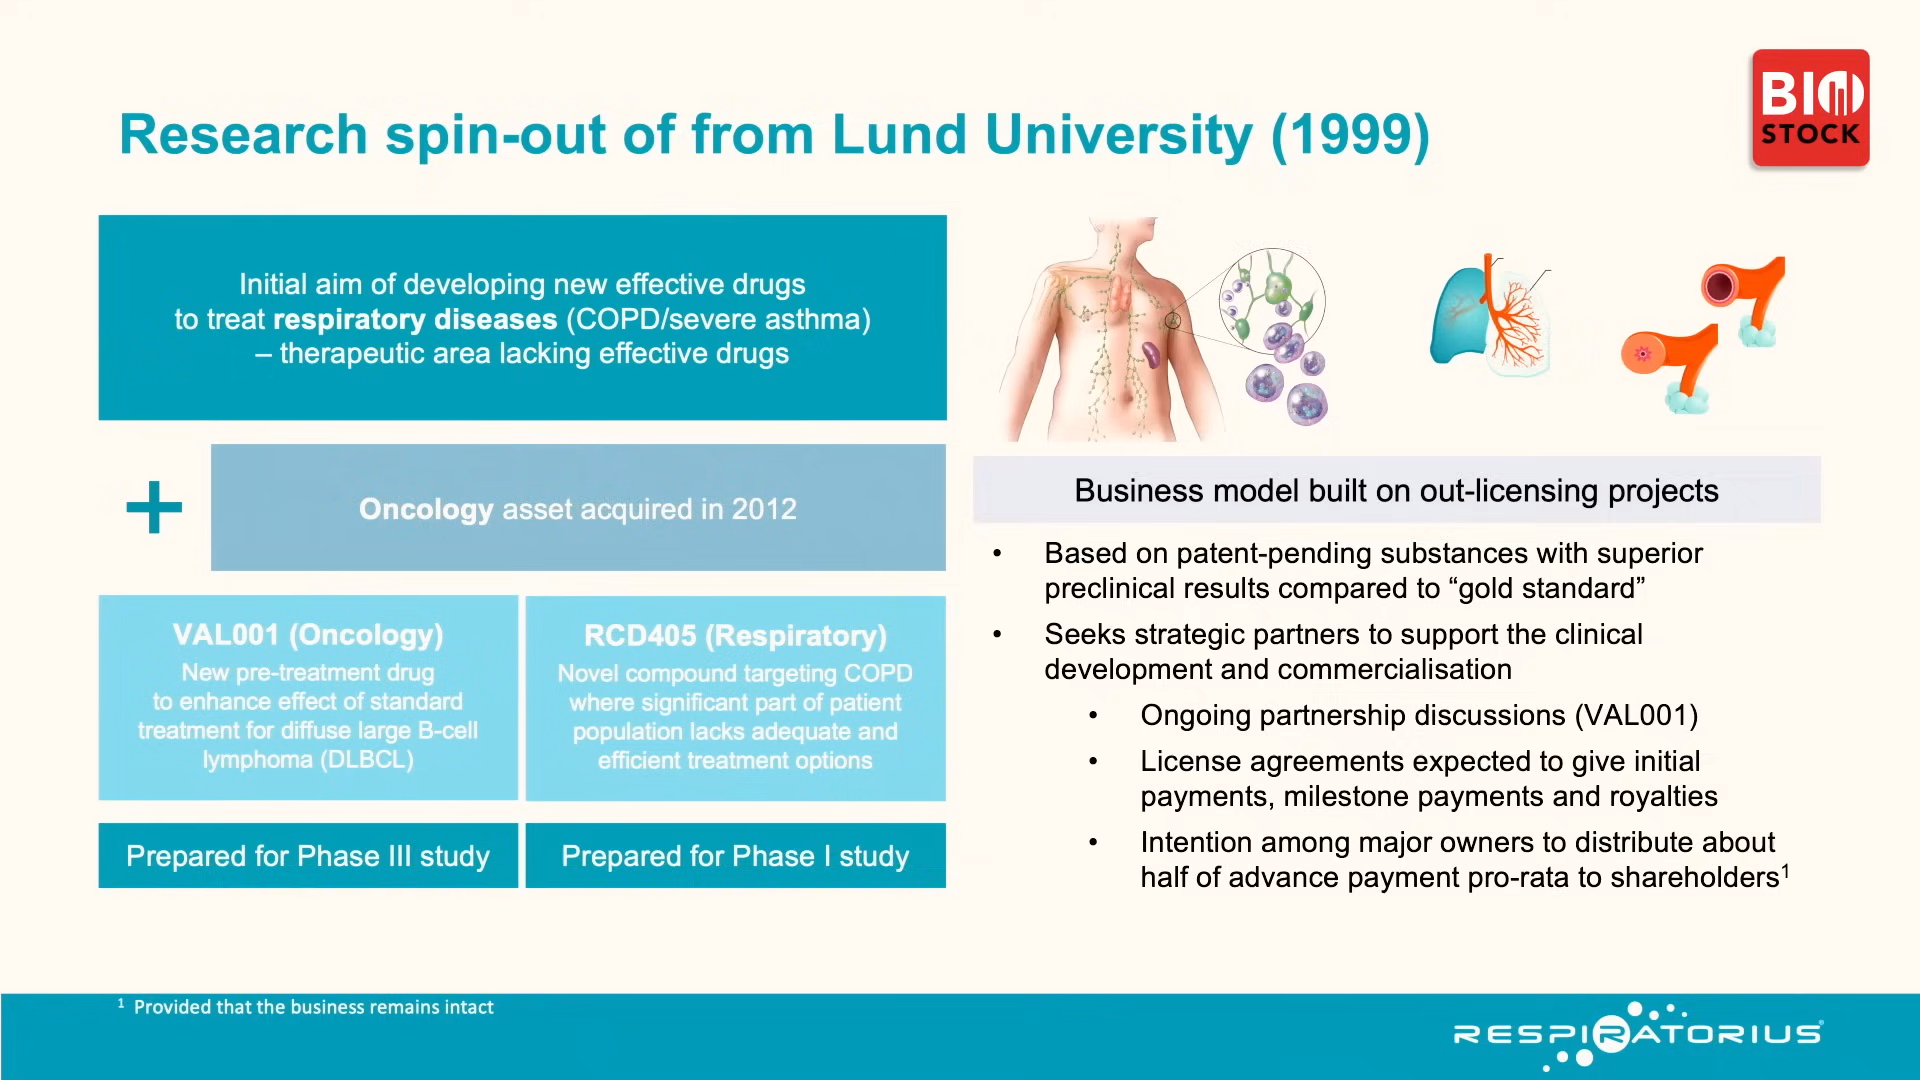 Research spin-out of from Lund University (1999)
BIO
STOCK
Initial aim of developing new effective drugs
to treat respiratory diseases (COPD/severe asthma)
– therapeutic area lacking effective drugs
+
Oncology asset acquired in 2012
VAL001 (Oncology)
New pre-treatment drug
to enhance effect of standard
treatment for diffuse large B-cell
lymphoma (DLBCL)
RCD405 (Respiratory)
Novel compound targeting COPD
where significant part of patient
population lacks adequate and
efficient treatment options
Prepared for Phase III study
Prepared for Phase I study
Business model built on out-licensing projects
• Based on patent-pending substances with superior
preclinical results compared to “gold standard”
• Seeks strategic partners to support the clinical
development and commercialisation
• Ongoing partnership discussions (VAL001)
• License agreements expected to give initial
payments, milestone payments and royalties
• Intention among major owners to distribute about
half of advance payment pro-rata to shareholders¹
¹ Provided that the business remains intact
RESPIRATORIUS®